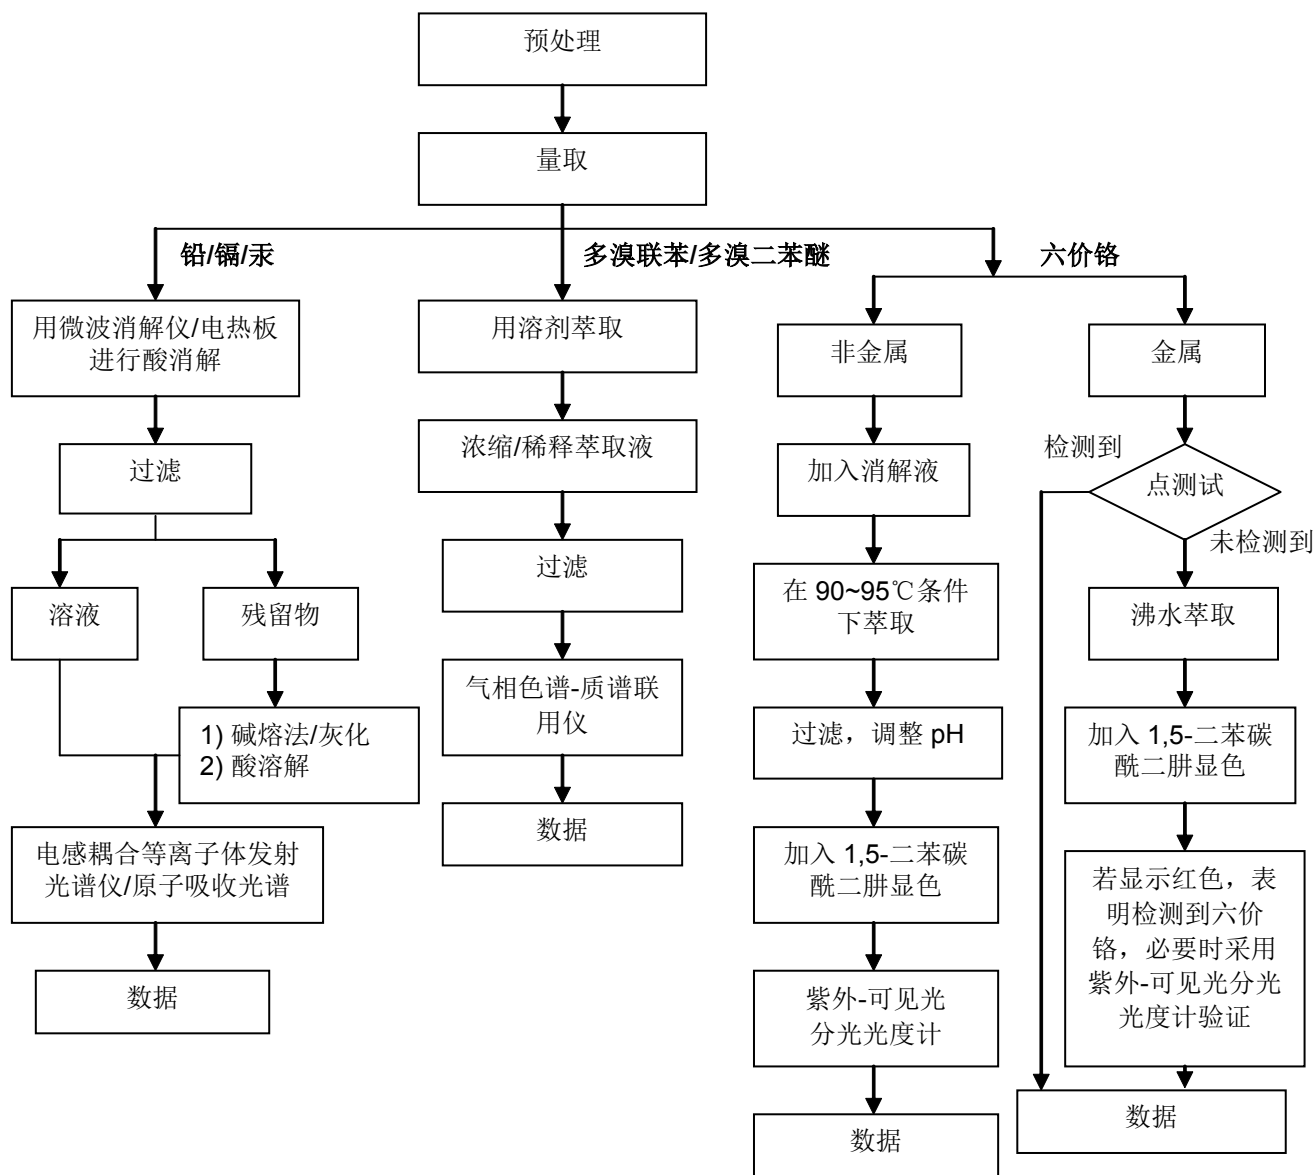 预处理
量取
铅/镉/汞
多溴联苯/多溴二苯醚
六价铬
用微波消解仪/电热板
进行酸消解
过滤
溶液
残留物
1) 碱熔法/灰化
2) 酸溶解
电感耦合等离子体发射
光谱仪/原子吸收光谱
数据
用溶剂萃取
浓缩/稀释萃取液
过滤
气相色谱-质谱联
用仪
数据
非金属
加入消解液
在 90~95℃条件
下萃取
过滤，调整 pH
加入 1,5-二苯碳
酰二肼显色
紫外-可见光
分光光度计
数据
金属
检测到
点测试
未检测到
沸水萃取
加入 1,5-二苯碳
酰二肼显色
若显示红色，表
明检测到六价
铬，必要时采用
紫外-可见光分光
光度计验证
数据